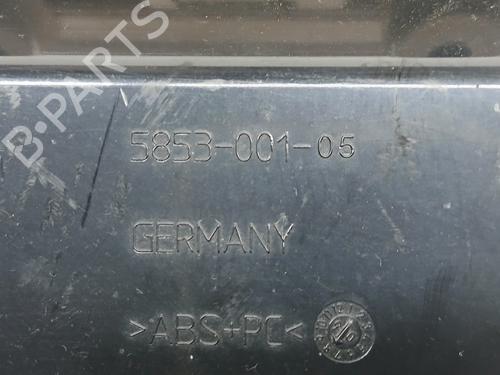 B-PARTS
5853-001-05
GERMANY
>ABS+PC<